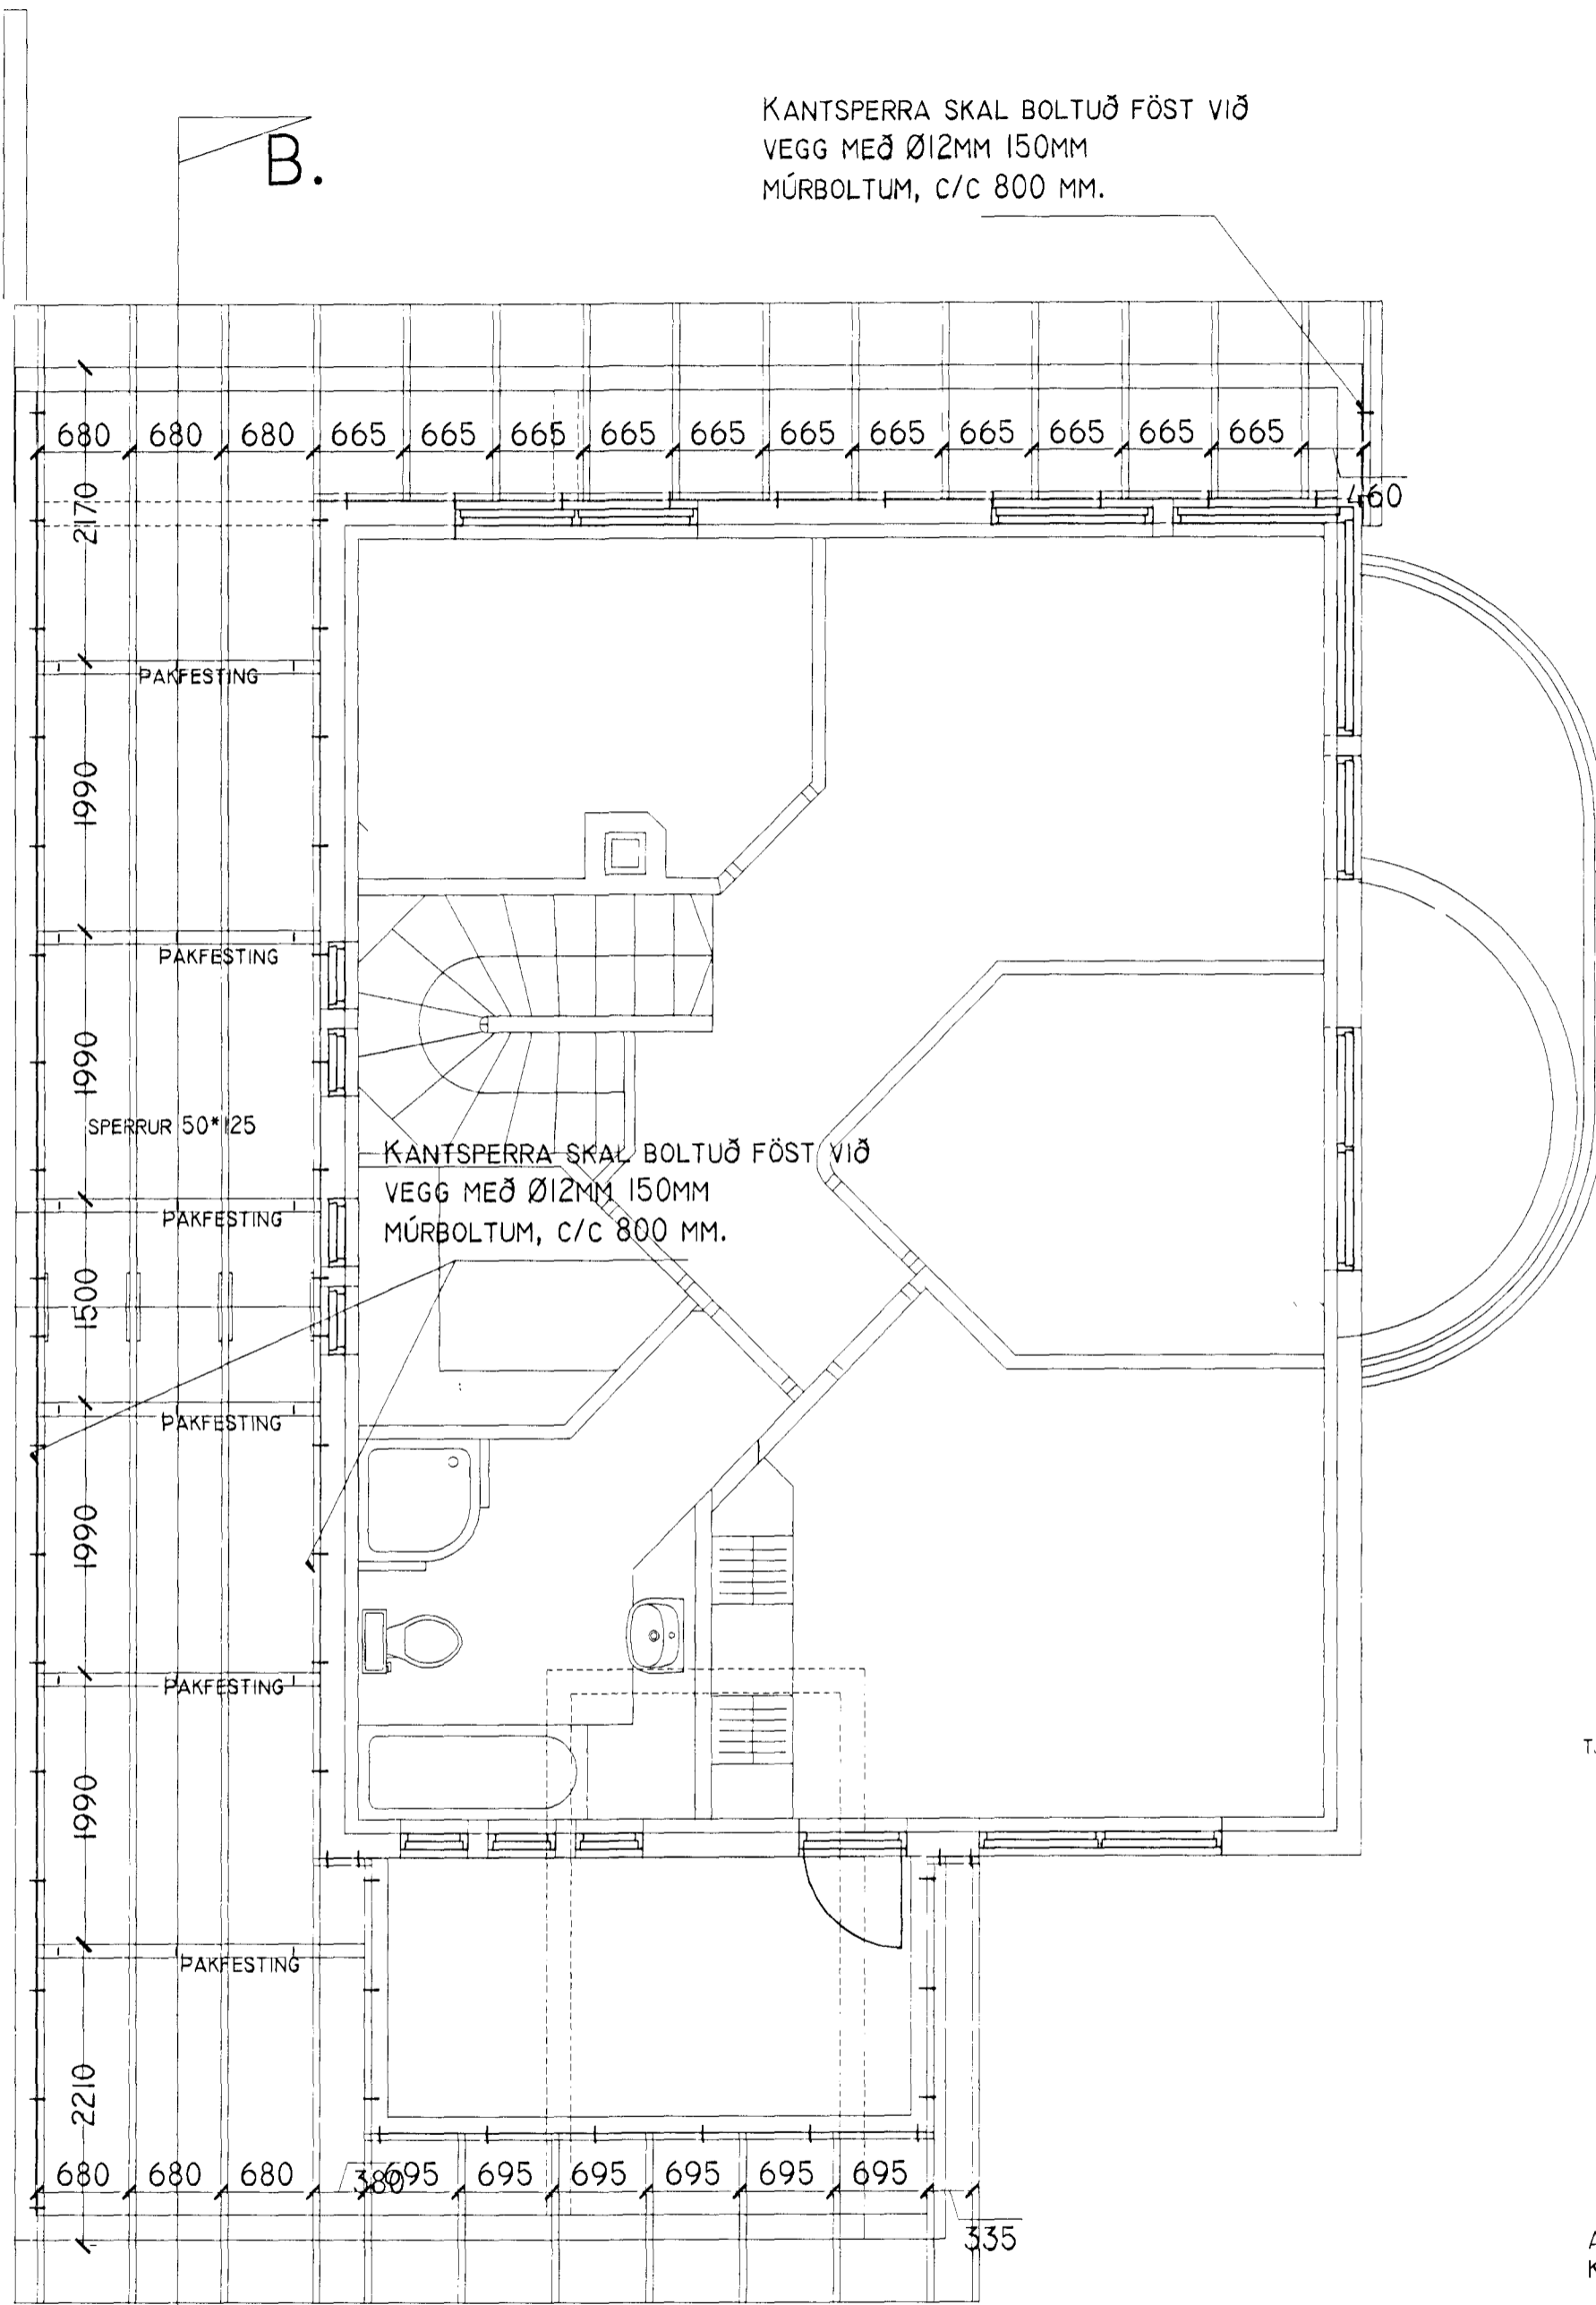 B.
KANTSPERRA SKAL BOLTUÐ FÖST VIÐ
VEGG MEÐ Ø12MM 150MM
MÚRBOLTUM, C/C 800 MM.
680 680 680 665 665 665 665 665 665 665 665 665 665 665
460
2170
ÞAKFESTING
1990
ÞAKFESTING
1990
SPERRUR 50*125
KANTSPERRA SKAL BOLTUÐ FÖST VIÐ
VEGG MEÐ Ø12MM 150MM
MÚRBOLTUM, C/C 800 MM.
ÞAKFESTING
1500
ÞAKFESTING
1990
ÞAKFESTING
1990
ÞAKFESTING
2210
680 680 680 380 695 695 695 695 695 695
335